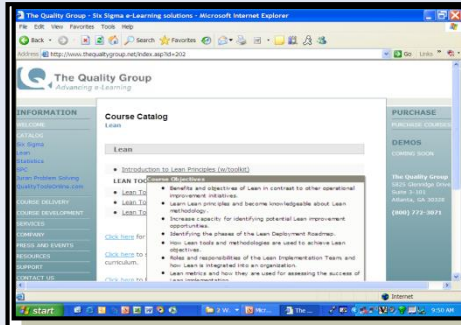 The Quality Group - Six Sigma e-Learning solutions - Microsoft Internet Explorer
File Edit View Favorites Tools Help
Back Search Favorites
Address http://www.thequalitygroup.net/index.asp?id=202 Go Links
The Quality Group
Advancing e-Learning
INFORMATION
WELCOME
CATALOG
Six Sigma
Lean
Statistics
SPC
Juran Problem Solving
QualityToolsOnline.com
COURSE DELIVERY
COURSE DEVELOPMENT
SERVICES
COMPANY
PRESS AND EVENTS
RESOURCES
SUPPORT
CONTACT US
Course Catalog
Lean
Lean
Introduction to Lean Principles (w/toolkit)
LEAN TOO
Lean To
Lean To
Lean To
Click here for
Click here to
curriculum.
Click here to
Course Objectives
Benefits and objectives of Lean in contrast to other operational
improvement initiatives.
Learn Lean principles and become knowledgeable about Lean
methodology.
Increase capacity for identifying potential Lean improvement
opportunities.
Identifying the phases of the Lean Deployment Roadmap.
How Lean tools and methodologies are used to achieve Lean
objectives.
Roles and responsibilities of the Lean Implementation Team and
how Lean is integrated into an organization.
Lean metrics and how they are used for assessing the success of
PURCHASE
PURCHASE COURSES
DEMOS
COMING SOON
The Quality Group
5825 Glenridge Drive
Suite 3-101
Atlanta, GA 30328
(800) 772-3071
Internet
start
2 W.
The ...
9:50 AM